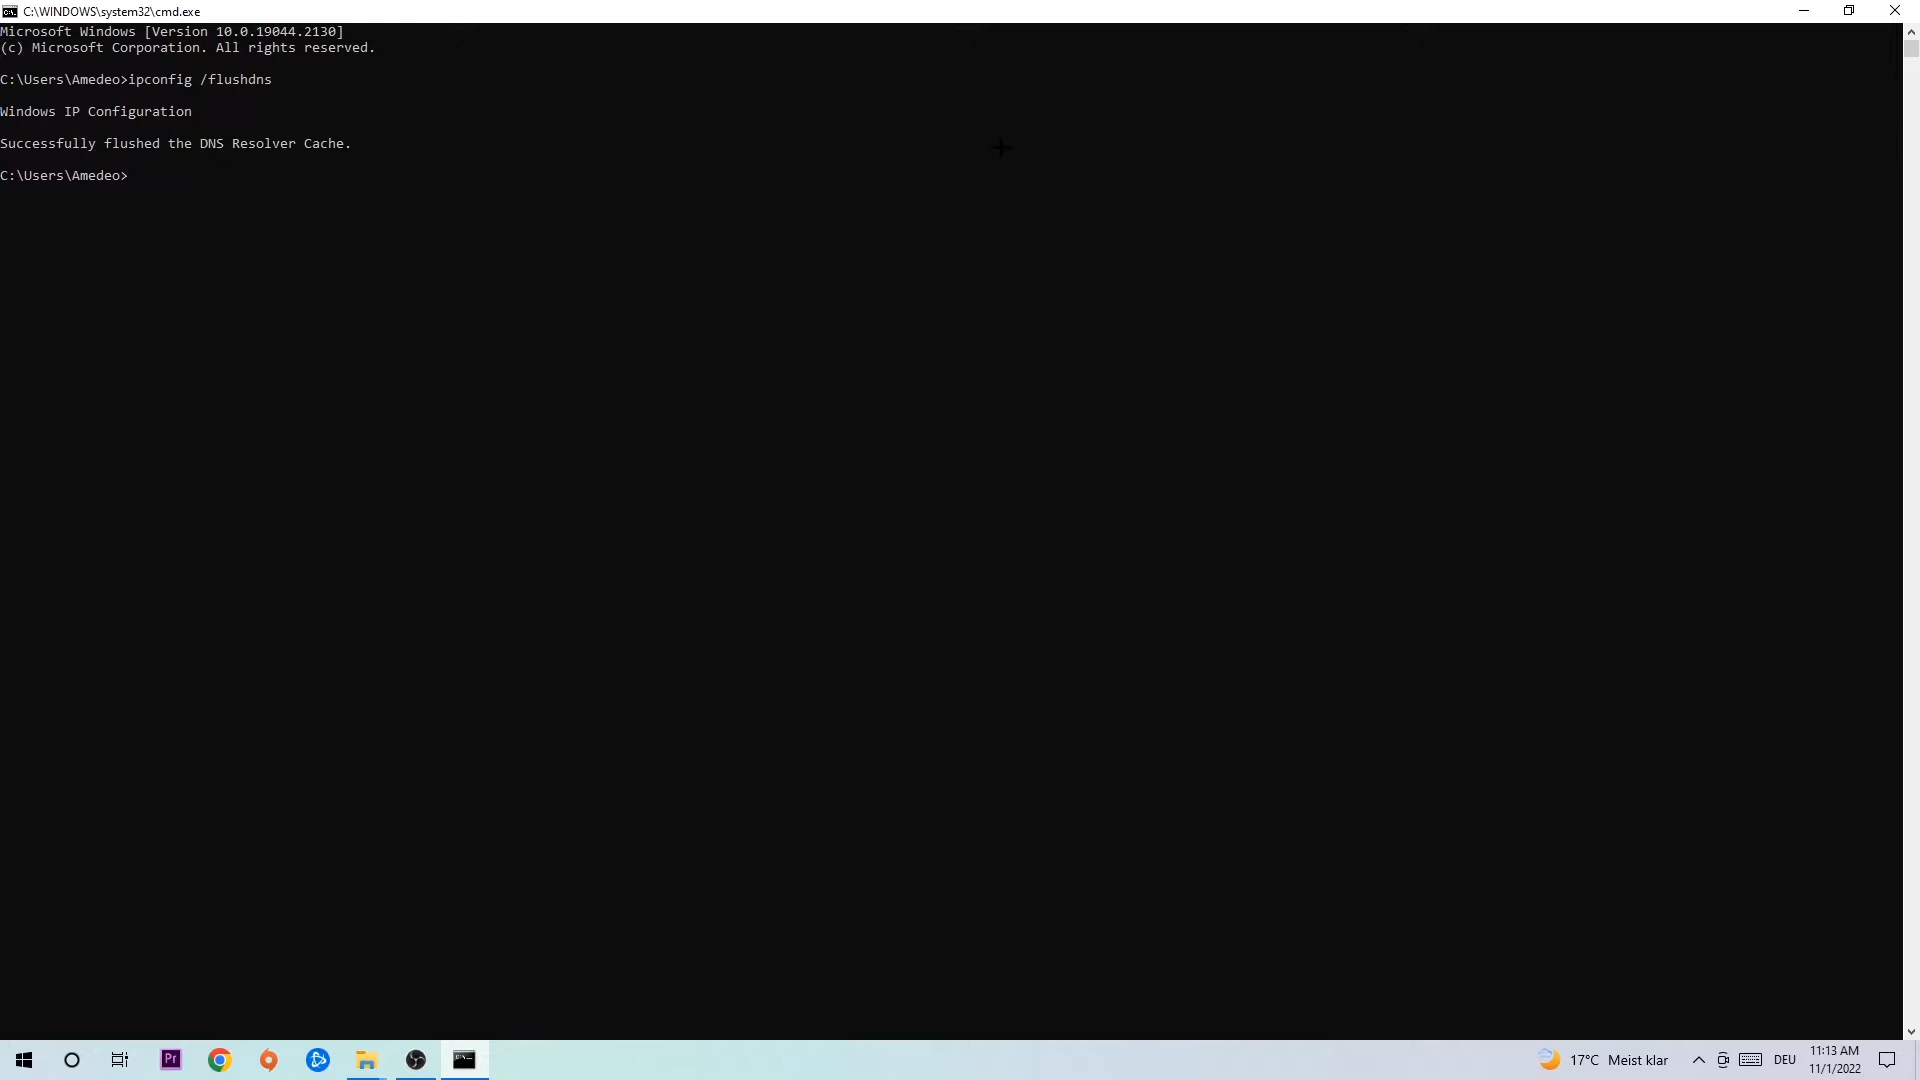 C:\WINDOWS\system32\cmd.exe
Microsoft Windows [Version 10.0.19044.2130]
(c) Microsoft Corporation. All rights reserved.
C:\Users\Amedeo>ipconfig /flushdns
Windows IP Configuration
Successfully flushed the DNS Resolver Cache.
C:\Users\Amedeo>
Pr
17°C Meist klar
DEU
11:13 AM
11/1/2022